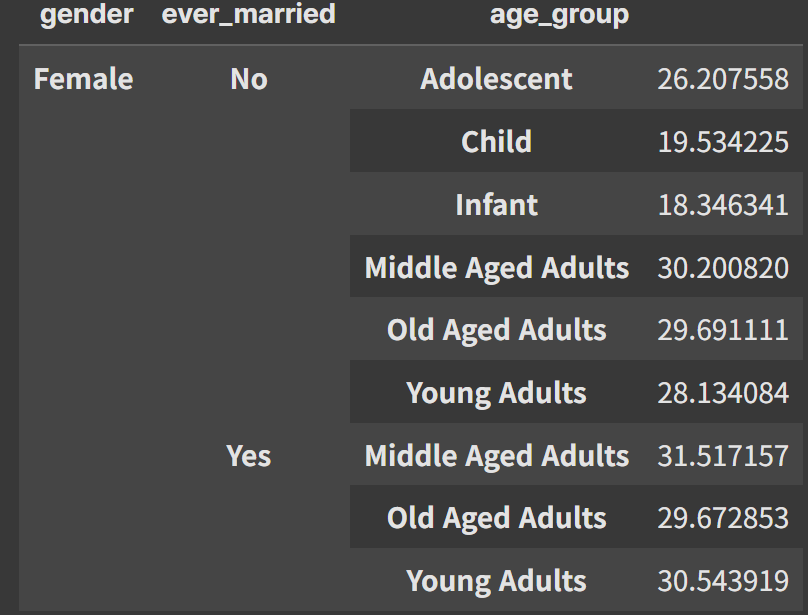 gender ever_married age_group
Female No Adolescent 26.207558
Child 19.534225
Infant 18.346341
Middle Aged Adults 30.200820
Old Aged Adults 29.691111
Young Adults 28.134084
Yes Middle Aged Adults 31.517157
Old Aged Adults 29.672853
Young Adults 30.543919